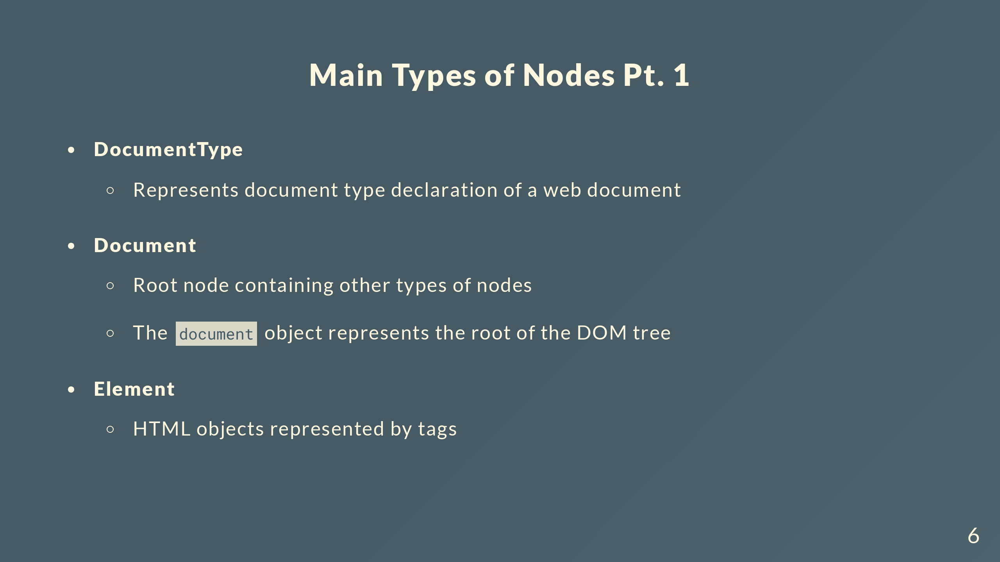 Main Types of Nodes Pt. 1
DocumentType
Represents document type declaration of a web document
Document
Root node containing other types of nodes
The document object represents the root of the DOM tree
Element
HTML objects represented by tags
6